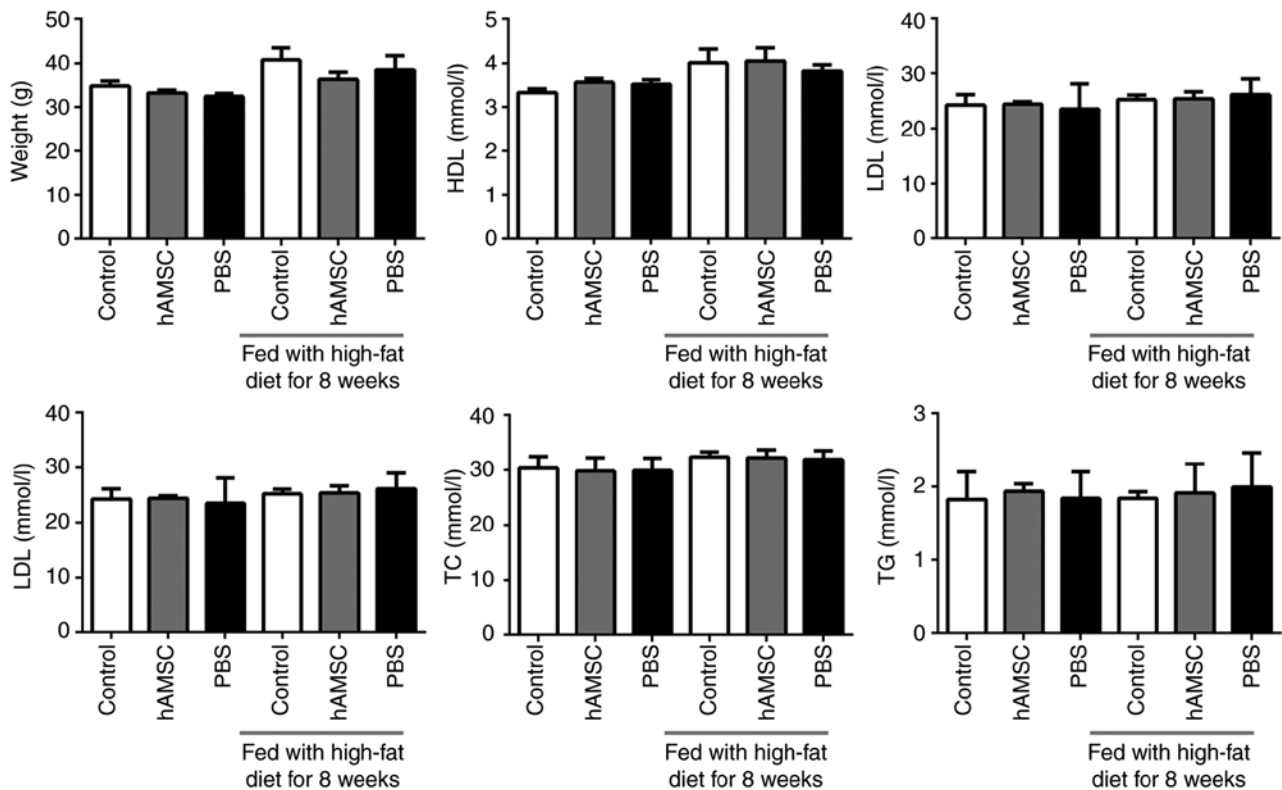 50
40
30
20
10
0
Weight (g)
Control
hAMSC
PBS
Control
hAMSC
PBS
Fed with high-fat
diet for 8 weeks
5
4
3
2
1
0
HDL (mmol/l)
Control
hAMSC
PBS
Control
hAMSC
PBS
Fed with high-fat
diet for 8 weeks
40
30
20
10
0
LDL (mmol/l)
Control
hAMSC
PBS
Control
hAMSC
PBS
Fed with high-fat
diet for 8 weeks
40
30
20
10
0
LDL (mmol/l)
Control
hAMSC
PBS
Control
hAMSC
PBS
Fed with high-fat
diet for 8 weeks
40
30
20
10
0
TC (mmol/l)
Control
hAMSC
PBS
Control
hAMSC
PBS
Fed with high-fat
diet for 8 weeks
3
2
1
0
TG (mmol/l)
Control
hAMSC
PBS
Control
hAMSC
PBS
Fed with high-fat
diet for 8 weeks